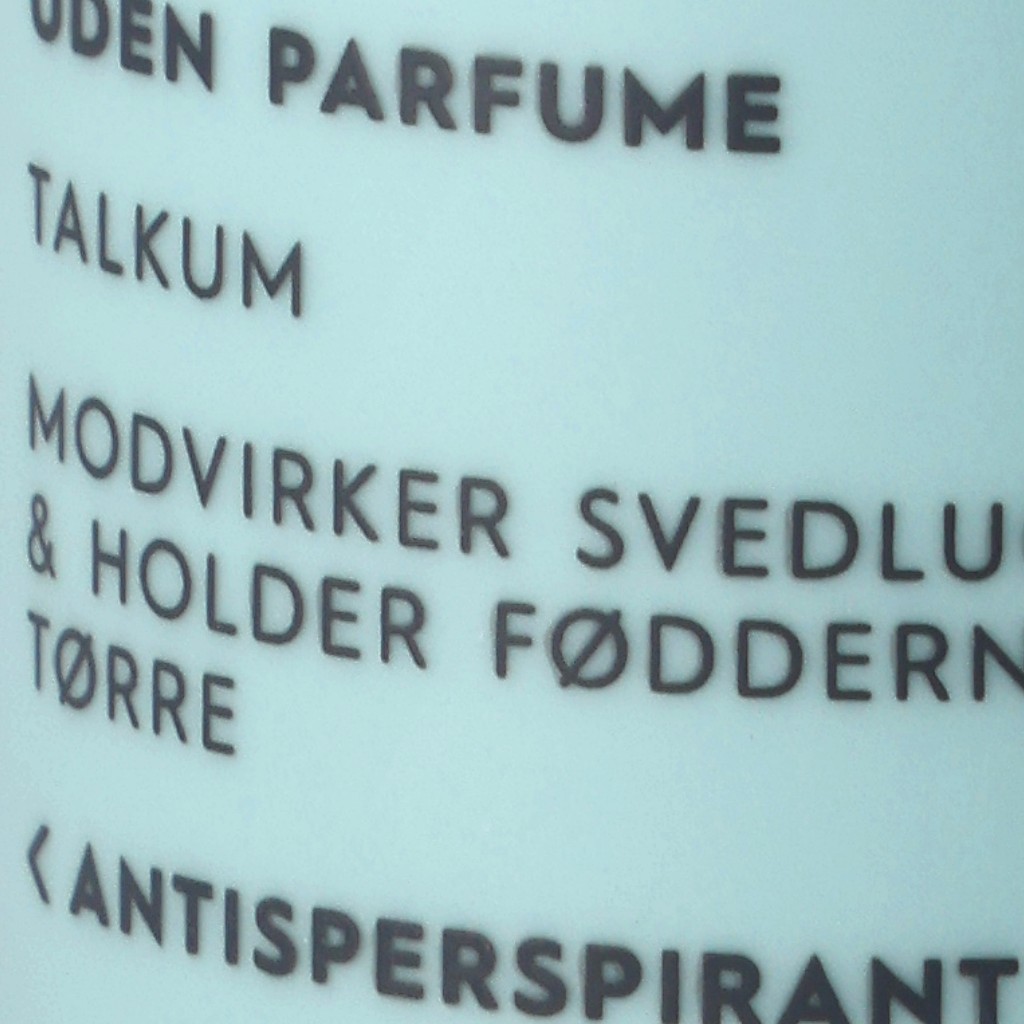 UDEN PARFUME
TALKUM
MODVIRKER
& HOLDER
TØRRE
<ANTISPERSPIRANT